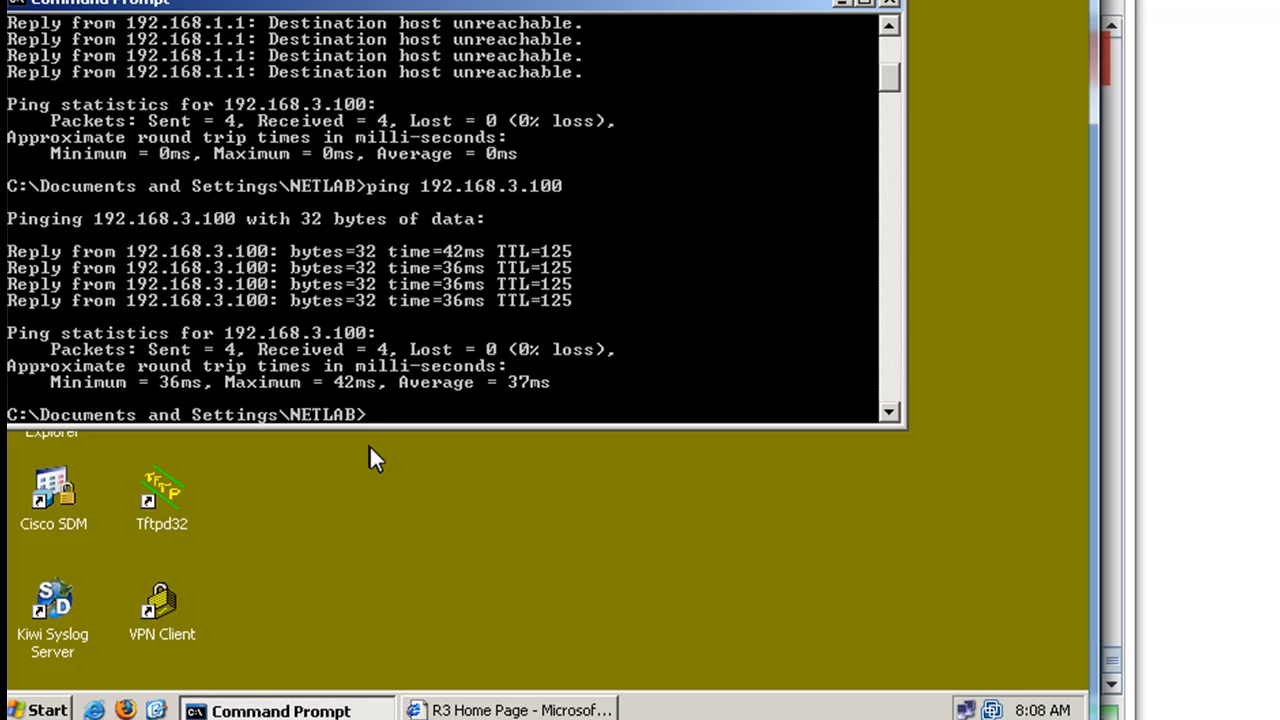 Command Prompt
Reply from 192.168.1.1: Destination host unreachable.
Reply from 192.168.1.1: Destination host unreachable.
Reply from 192.168.1.1: Destination host unreachable.
Reply from 192.168.1.1: Destination host unreachable.
Ping statistics for 192.168.3.100:
Packets: Sent = 4, Received = 4, Lost = 0 (0% loss),
Approximate round trip times in milli-seconds:
Minimum = 0ms, Maximum = 0ms, Average = 0ms
C:\Documents and Settings\NETLAB>ping 192.168.3.100
Pinging 192.168.3.100 with 32 bytes of data:
Reply from 192.168.3.100: bytes=32 time=42ms TTL=125
Reply from 192.168.3.100: bytes=32 time=36ms TTL=125
Reply from 192.168.3.100: bytes=32 time=36ms TTL=125
Reply from 192.168.3.100: bytes=32 time=36ms TTL=125
Ping statistics for 192.168.3.100:
Packets: Sent = 4, Received = 4, Lost = 0 (0% loss),
Approximate round trip times in milli-seconds:
Minimum = 36ms, Maximum = 42ms, Average = 37ms
C:\Documents and Settings\NETLAB>
Explorer
Cisco SDM
TFTP
Tftpd32
SD
Kiwi Syslog
Server
VPN Client
Start
C:\ Command Prompt
R3 Home Page - Microsof...
8:08 AM